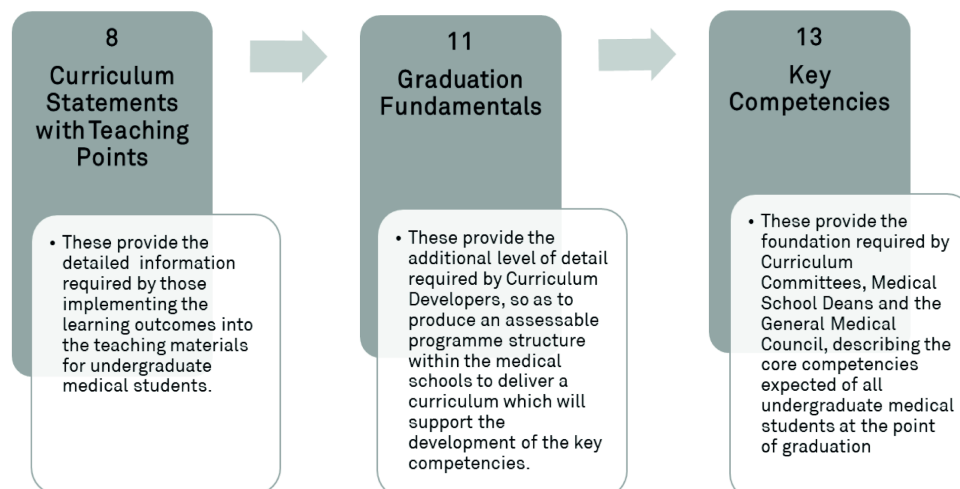 8
Curriculum
Statements
with Teaching
Points
• These provide the
detailed information
required by those
implementing the
learning outcomes into
the teaching materials
for undergraduate
medical students.
11
Graduation
Fundamentals
• These provide the
additional level of detail
required by Curriculum
Developers, so as to
produce an assessable
programme structure
within the medical
schools to deliver a
curriculum which will
support the
development of the key
competencies.
13
Key
Competencies
• These provide the
foundation required by
Curriculum
Committees, Medical
School Deans and the
General Medical
Council, describing the
core competencies
expected of all
undergraduate medical
students at the point
of graduation